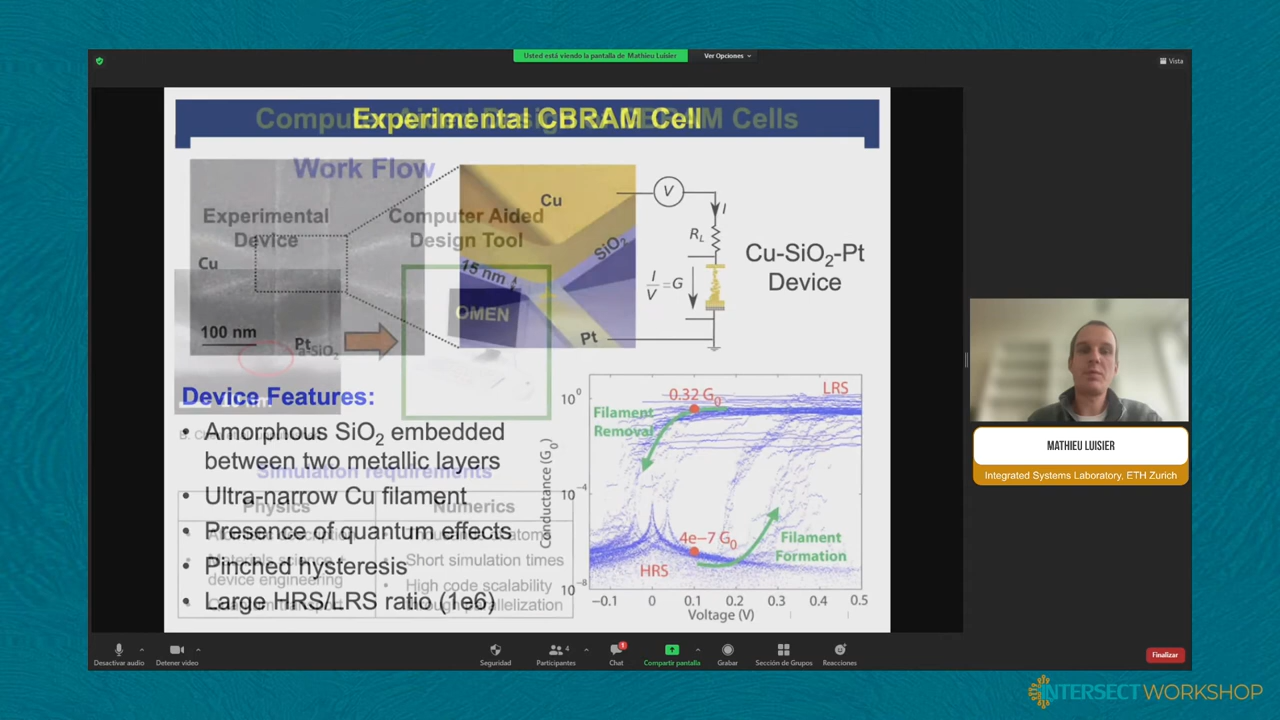 Usted está viendo la pantalla de Mathieu Luisier
Ver Opciones
Vista
Experimental CBRAM Cell
Computer Aided Design of CBRAM Cells
Work Flow
Experimental
Device
Computer Aided
Design Tool
Cu
100 nm
Pt
a-SiO₂
OMEN
Cu
SiO₂
15 nm
Pt
V
I
R_L
I/V = G
Cu-SiO₂-Pt
Device
Device Features:
• Amorphous SiO₂ embedded
between two metallic layers
• Ultra-narrow Cu filament
• Presence of quantum effects
• Pinched hysteresis
• Large HRS/LRS ratio (1e6)
Simulation requirements
Physics
Numerics
device engineering
Short simulation times
High code scalability
through parallelization
Conductance (G₀)
10⁰
10⁻⁴
10⁻⁸
0.32 G₀
LRS
Filament
Removal
4e−7 G₀
HRS
Filament
Formation
−0.1 0 0.1 0.2 0.3 0.4 0.5
Voltage (V)
MATHIEU LUISIER
Integrated Systems Laboratory, ETH Zurich
Desactivar audio
Detener video
Seguridad
Participantes
4
Chat
1
Compartir pantalla
Grabar
Sección de Grupos
Reacciones
Finalizar
INTERSECT WORKSHOP